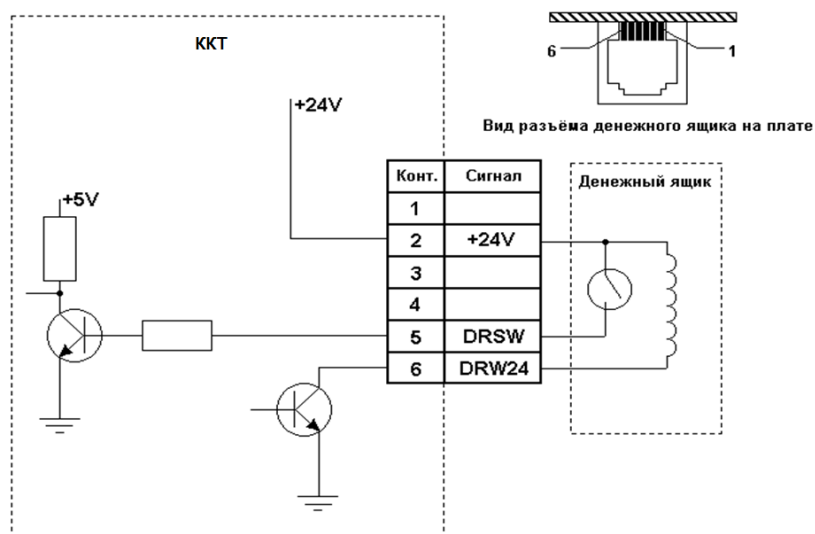 ККТ
6
1
Вид разъёма денежного ящика на плате
+24V
+5V
Конт. Сигнал
1
2 +24V
3
4
5 DRSW
6 DRW24
Денежный ящик